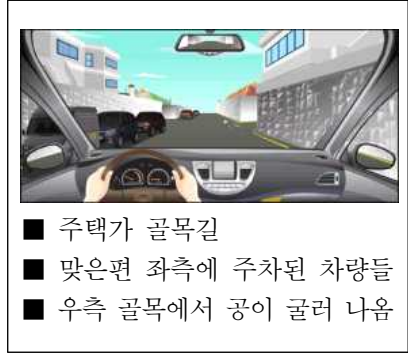 ■ 주택가 골목길
■ 맞은편 좌측에 주차된 차량들
■ 우측 골목에서 공이 굴러 나옴